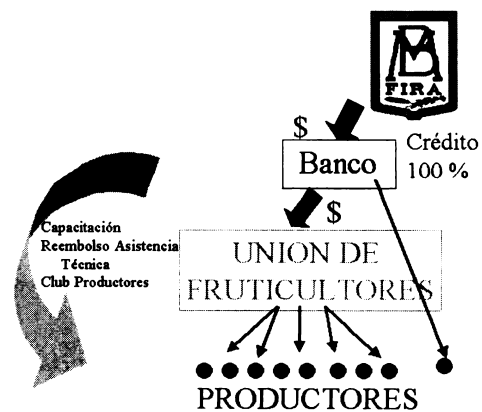 FIRA
$
Crédito
100 %
Banco
$
Capacitación
Reembolso Asistencia
Técnica
Club Productores
UNION DE
FRUTICULTORES
PRODUCTORES